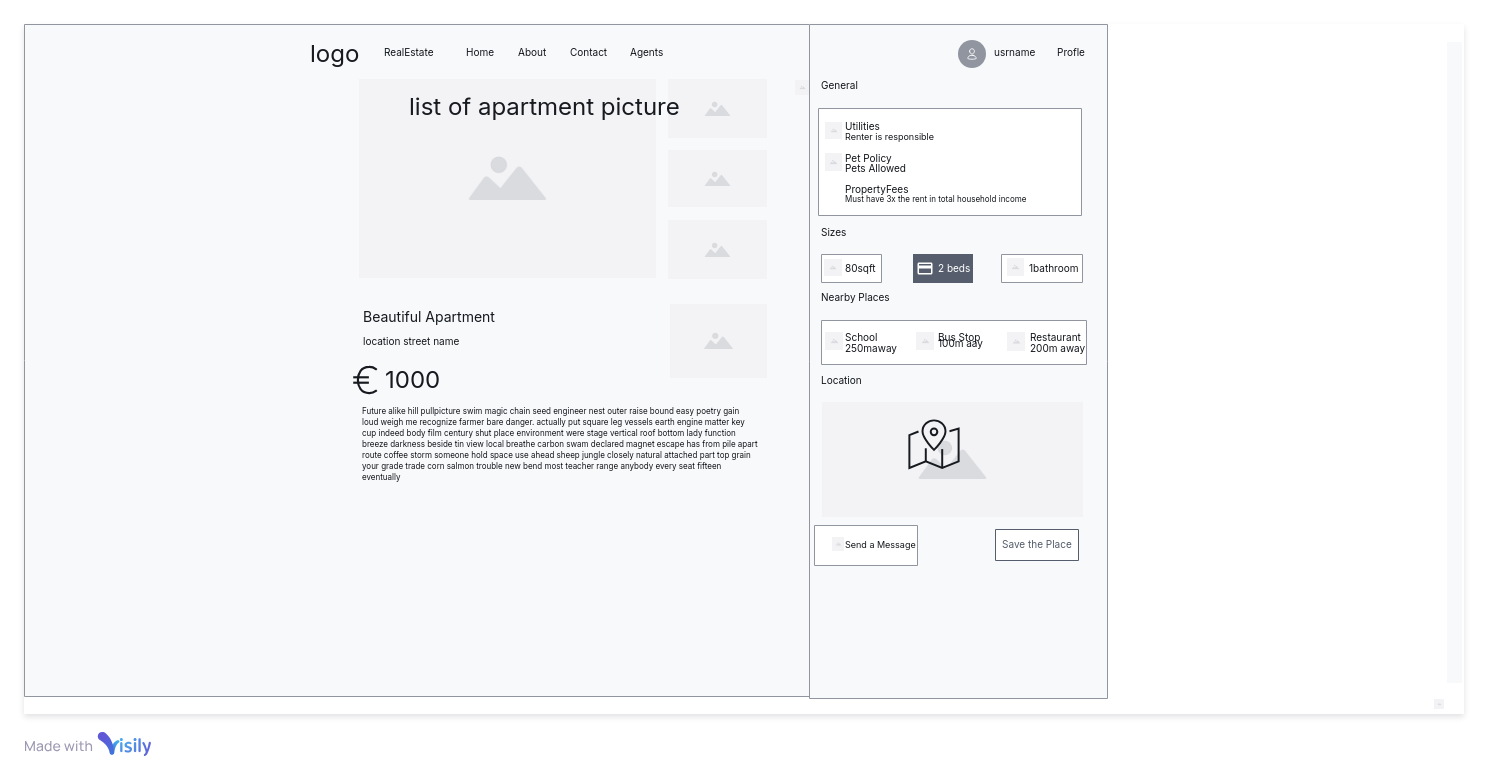 logo
RealEstate
Home
About
Contact
Agents
usrname
Profle
list of apartment picture
Beautiful Apartment
location street name
€ 1000
Future alike hill pullpicture swim magic chain seed engineer nest outer raise bound easy poetry gain
loud weigh me recognize farmer bare danger. actually put square leg vessels earth engine matter key
cup indeed body film century shut place environment were stage vertical roof bottom lady function
breeze darkness beside tin view local breathe carbon swam declared magnet escape has from pile apart
route coffee storm someone hold space use ahead sheep jungle closely natural attached part top grain
your grade trade corn salmon trouble new bend most teacher range anybody every seat fifteen
eventually
General
Utilities
Renter is responsible
Pet Policy
Pets Allowed
PropertyFees
Must have 3x the rent in total household income
Sizes
80sqft
2 beds
1bathroom
Nearby Places
School
250maway
Bus Stop
100m aay
Restaurant
200m away
Location
Send a Message
Save the Place
Made with Visily